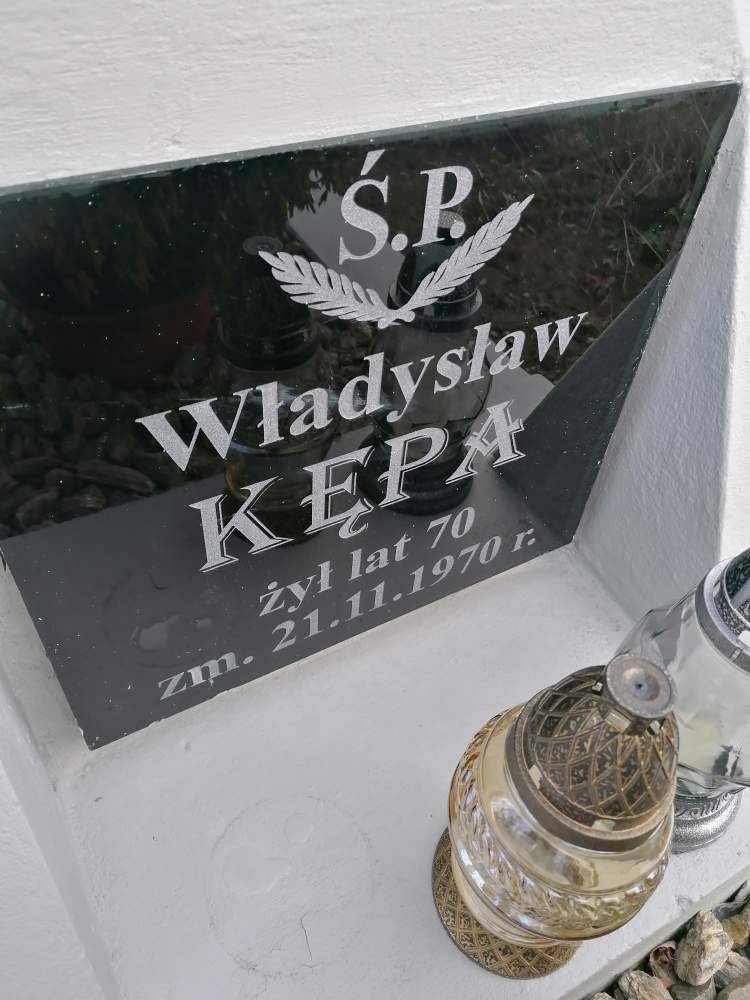 Ś.P.
Władysław
KĘPA
żył lat 70
zm. 21.11.1970 r.